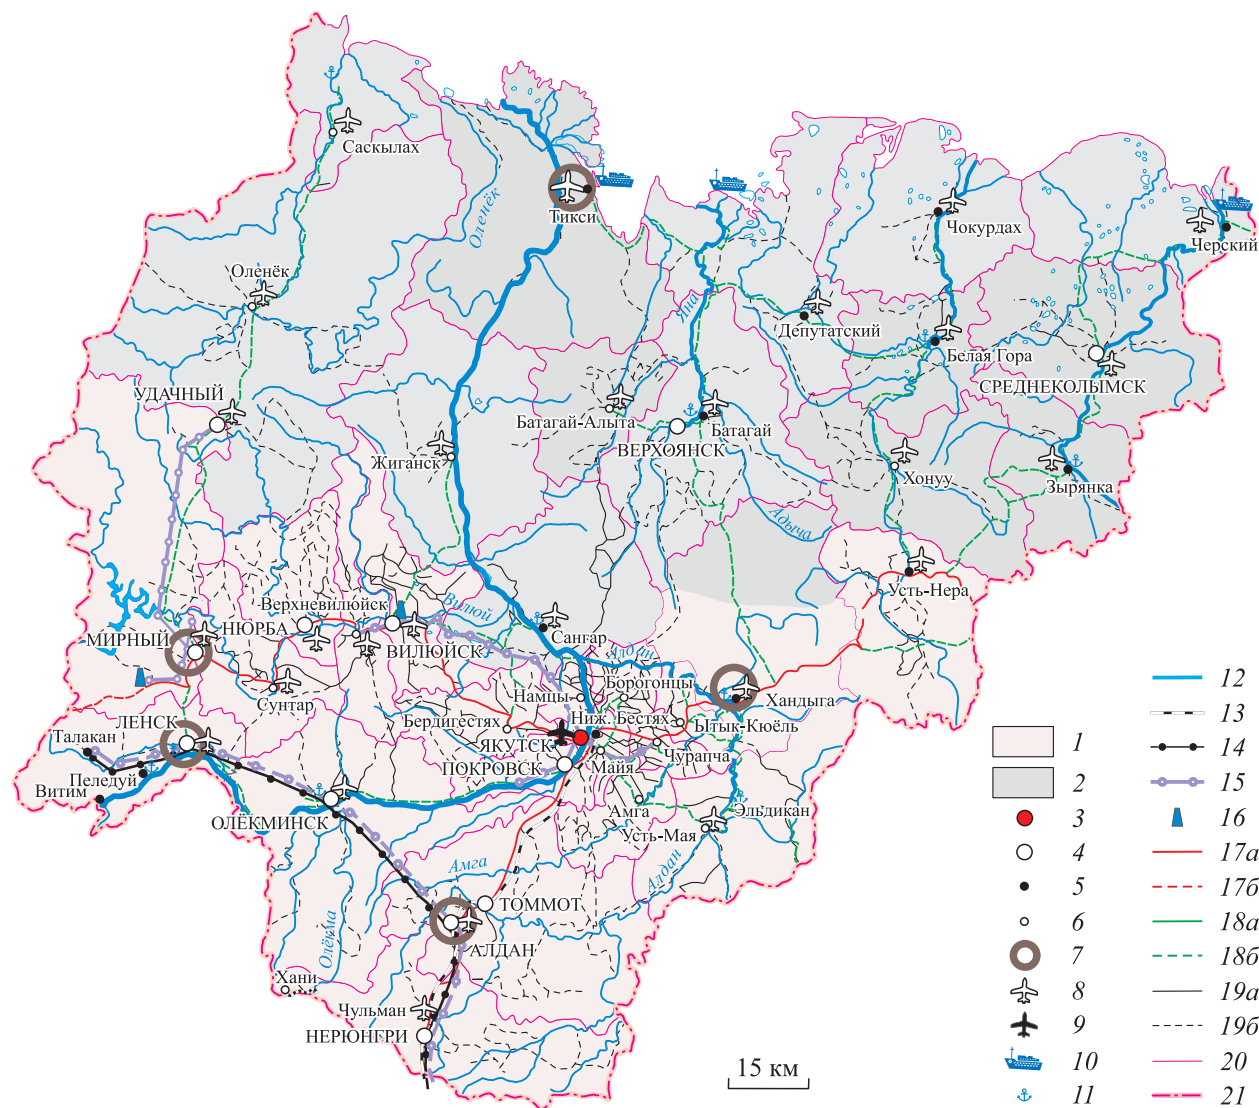 Саскылах
Оленёк
Тикси
Чокурдах
Черский
Оленёк
Яна
Депутатский
Белая Гора
СРЕДНЕКОЛЫМСК
УДАЧНЫЙ
Батагай-Алыта
Батагай
ВЕРХОЯНСК
Жиганск
Хонуу
Зырянка
Адыча
Усть-Нера
Верхневилюйск
Вилюй
НЮРБА
МИРНЫЙ
ВИЛЮЙСК
Сангар
Алдан
Сунтар
Намцы
Борогонцы
Хандыга
Бердигестях
Ниж. Бестях
Ытык-Кюёль
ЛЕНСК
Талакан
ЯКУТСК
Чурапча
Пеледуй
ПОКРОВСК
Майя
Витим
ОЛЁКМИНСК
Амга
Эльдикан
Усть-Мая
Амга
Алдан
ТОММОТ
Олёкма
АЛДАН
Хани
Чульман
НЕРЮНГРИ
15 км
1
2
3
4
5
6
7
8
9
10
11
12
13
14
15
16
17а
17б
18а
18б
19а
19б
20
21